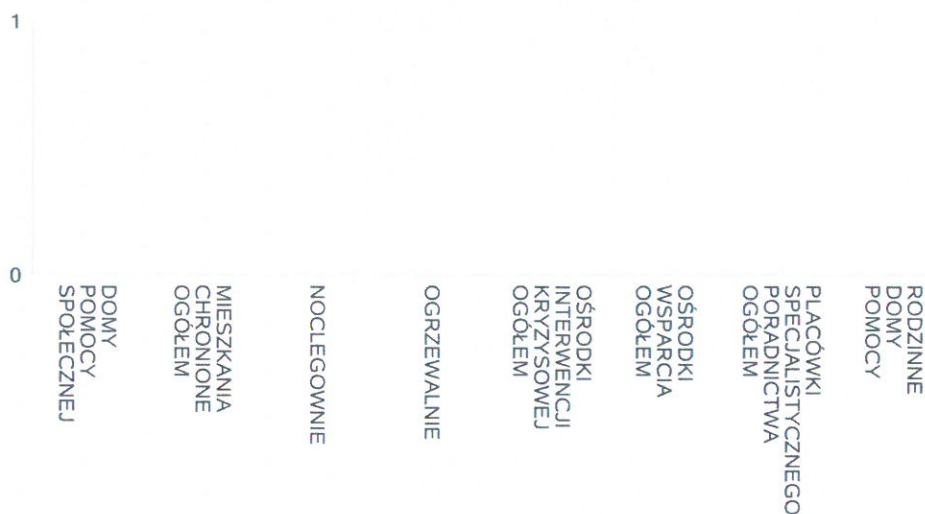 1
0
DOMY
POMOCY
SPOŁECZNEJ
MIESZKANIA
CHRONIONE
OGÓŁEM
NOCLEGOWNIE
OGRZEWALNIE
OŚRODKI
INTERWENCJI
KRYZYSOWEJ
OGÓŁEM
OŚRODKI
WSPARCIA
OGÓŁEM
PLACÓWKI
SPECJALISTYCZNEGO
PORADNICTWA
OGÓŁEM
RODZINNE
DOMY
POMOCY